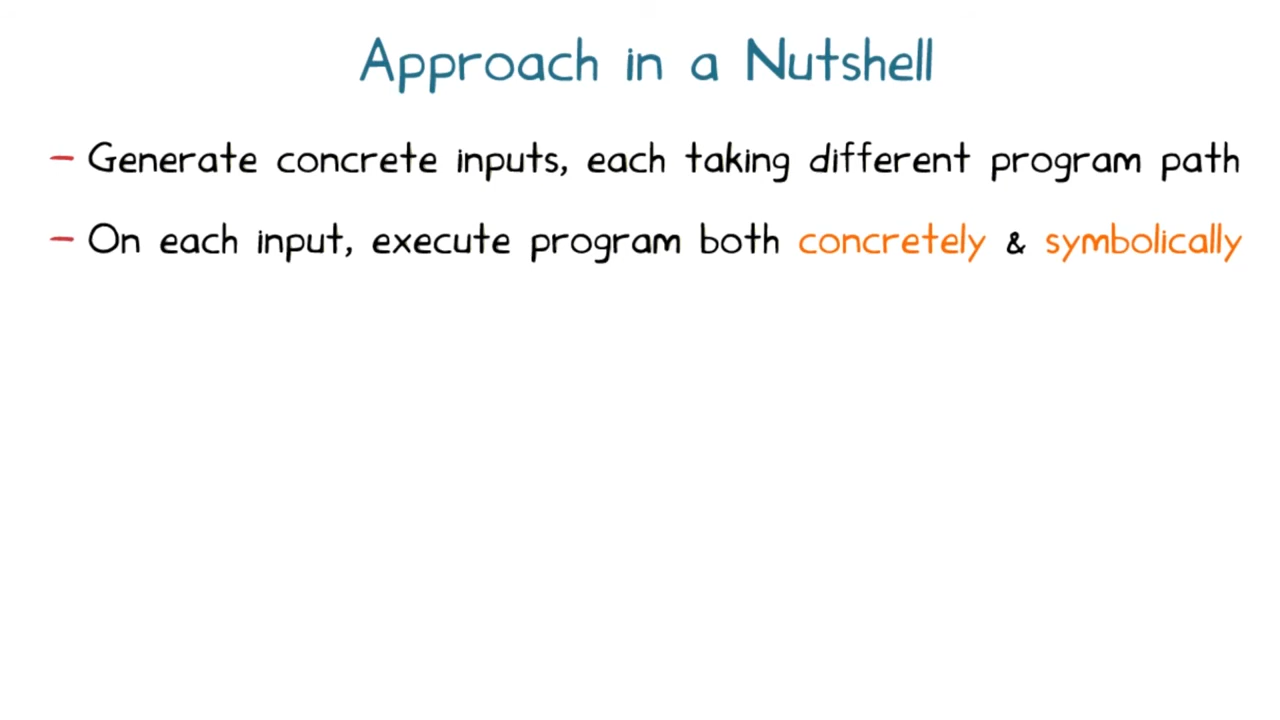 Approach in a Nutshell
– Generate concrete inputs, each taking different program path
– On each input, execute program both concretely & symbolically